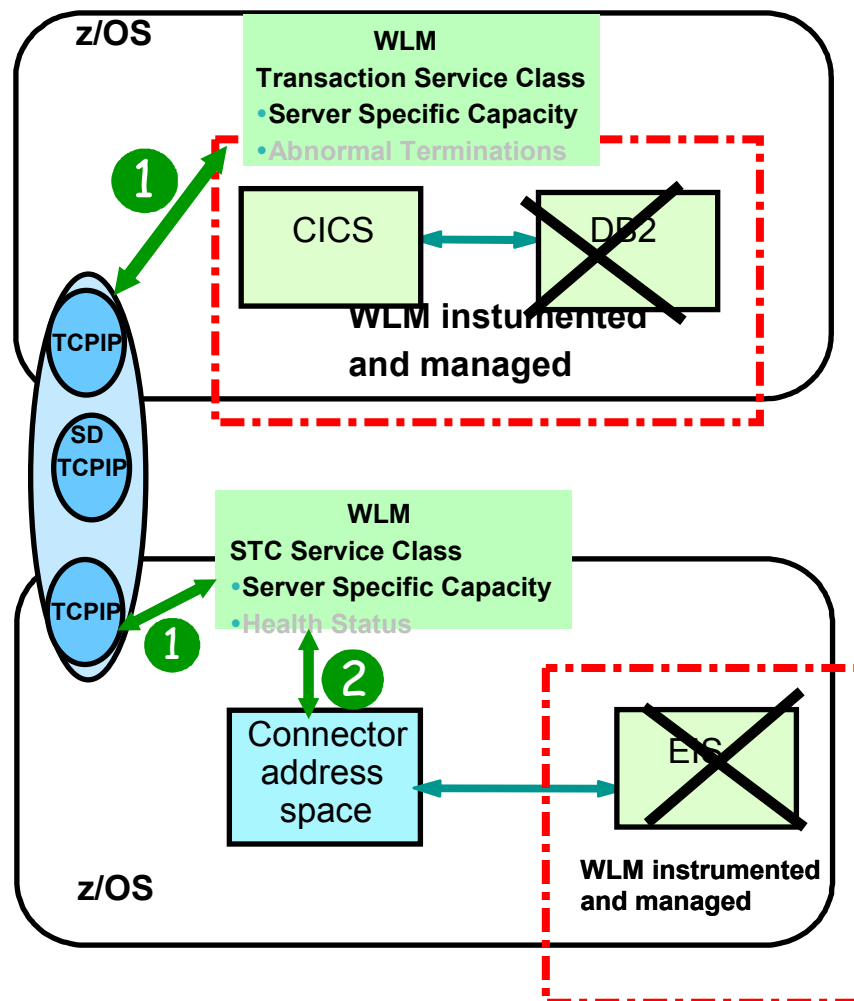 z/OS
WLM
Transaction Service Class
•Server Specific Capacity
•Abnormal Terminations
1
CICS
DB2
WLM instumented
and managed
TCPIP
SD
TCPIP
TCPIP
WLM
STC Service Class
•Server Specific Capacity
•Health Status
1
2
Connector
address
space
EIS
WLM instrumented
and managed
z/OS